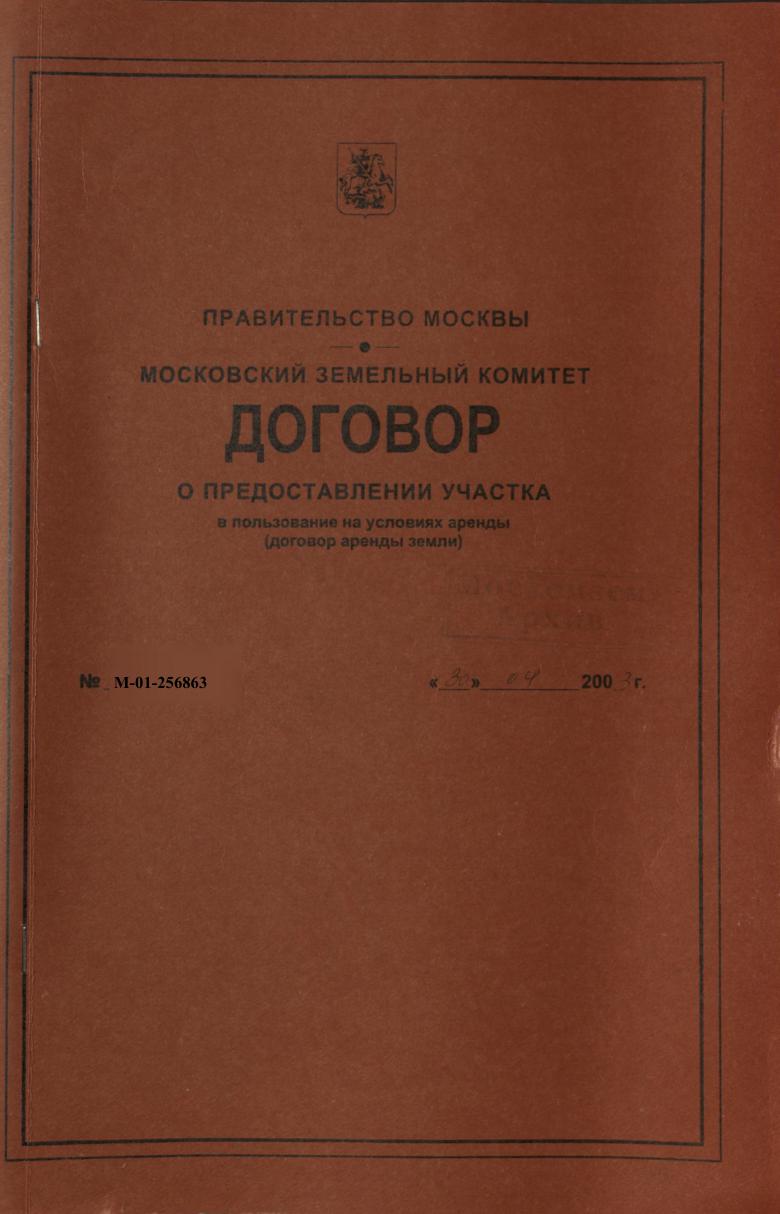 ПРАВИТЕЛЬСТВО МОСКВЫ
МОСКОВСКИЙ ЗЕМЕЛЬНЫЙ КОМИТЕТ
ДОГОВОР
О ПРЕДОСТАВЛЕНИИ УЧАСТКА
в пользование на условиях аренды
(договор аренды земли)
Архив
№ М-01-256863 «30» 04 2003 г.